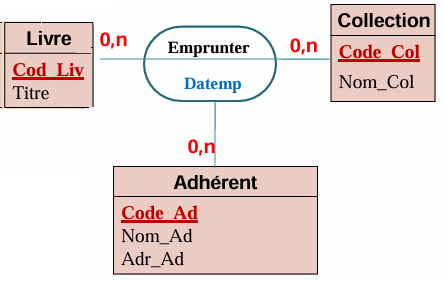 Livre
Cod_Liv
Titre
0,n
Emprunter
Datemp
0,n
Collection
Code_Col
Nom_Col
0,n
Adhérent
Code_Ad
Nom_Ad
Adr_Ad